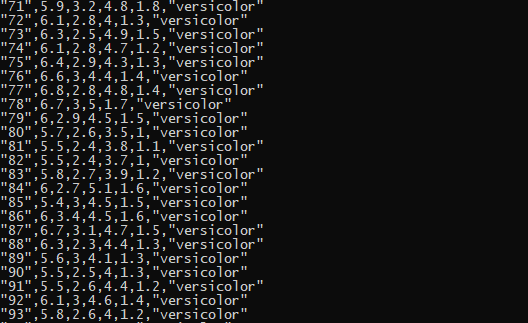 "71",5.9,3.2,4.8,1.8,"versicolor"
"72",6.1,2.8,4,1.3,"versicolor"
"73",6.3,2.5,4.9,1.5,"versicolor"
"74",6.1,2.8,4.7,1.2,"versicolor"
"75",6.4,2.9,4.3,1.3,"versicolor"
"76",6.6,3,4.4,1.4,"versicolor"
"77",6.8,2.8,4.8,1.4,"versicolor"
"78",6.7,3,5,1.7,"versicolor"
"79",6,2.9,4.5,1.5,"versicolor"
"80",5.7,2.6,3.5,1,"versicolor"
"81",5.5,2.4,3.8,1.1,"versicolor"
"82",5.5,2.4,3.7,1,"versicolor"
"83",5.8,2.7,3.9,1.2,"versicolor"
"84",6,2.7,5.1,1.6,"versicolor"
"85",5.4,3,4.5,1.5,"versicolor"
"86",6,3.4,4.5,1.6,"versicolor"
"87",6.7,3.1,4.7,1.5,"versicolor"
"88",6.3,2.3,4.4,1.3,"versicolor"
"89",5.6,3,4.1,1.3,"versicolor"
"90",5.5,2.5,4,1.3,"versicolor"
"91",5.5,2.6,4.4,1.2,"versicolor"
"92",6.1,3,4.6,1.4,"versicolor"
"93",5.8,2.6,4,1.2,"versicolor"